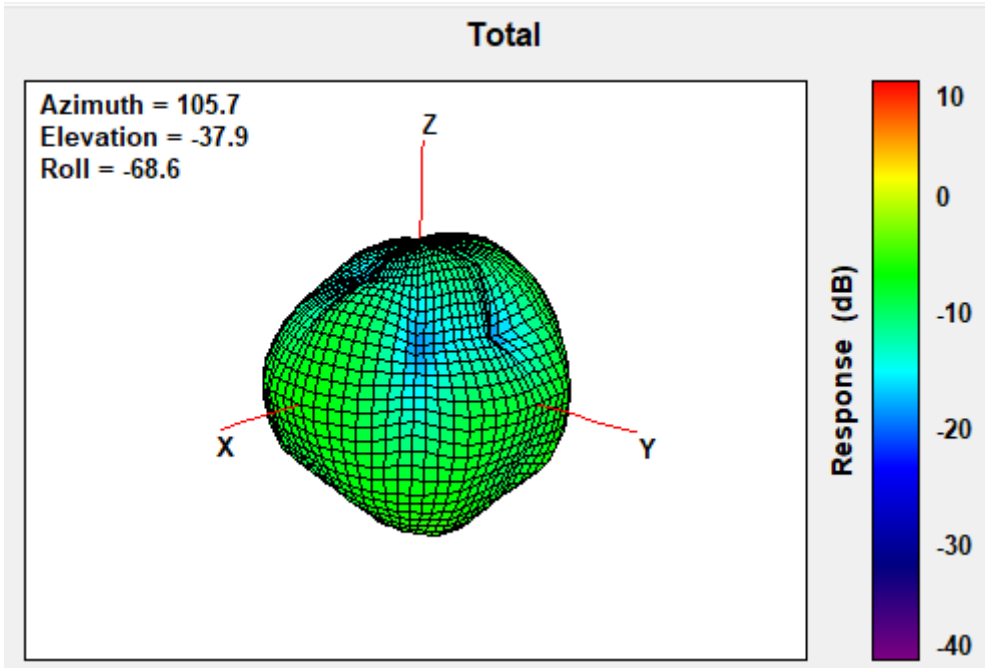 Total
Azimuth = 105.7
Elevation = -37.9
Roll = -68.6
Z
X
Y
10
0
-10
-20
-30
-40
Response (dB)